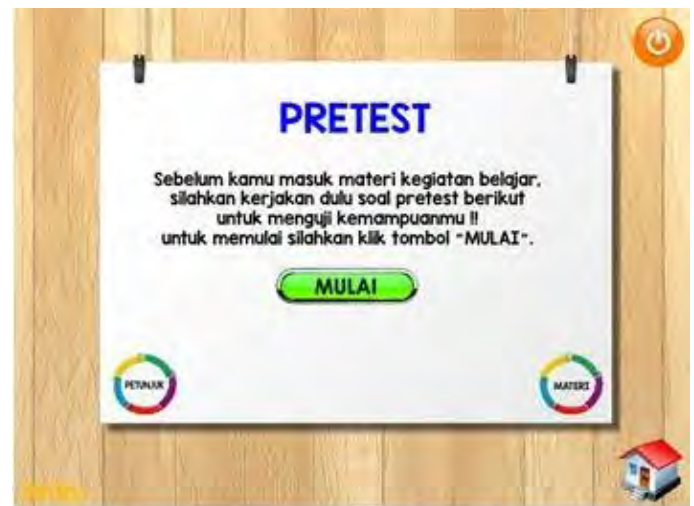 PRETEST
Sebelum kamu masuk materi kegiatan belajar,
silahkan kerjakan dulu soal pretest berikut
untuk menguji kemampuanmu !!
untuk memulai silahkan klik tombol "MULAI".
MULAI
PETUNJUK
MATERI